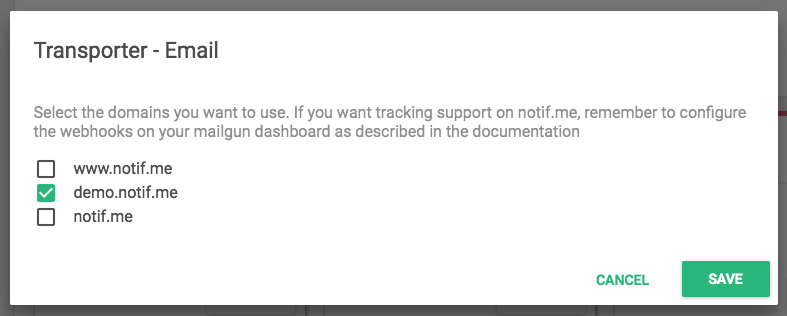 Transporter - Email
Select the domains you want to use. If you want tracking support on notif.me, remember to configure
the webhooks on your mailgun dashboard as described in the documentation
www.notif.me
demo.notif.me
notif.me
CANCEL
SAVE